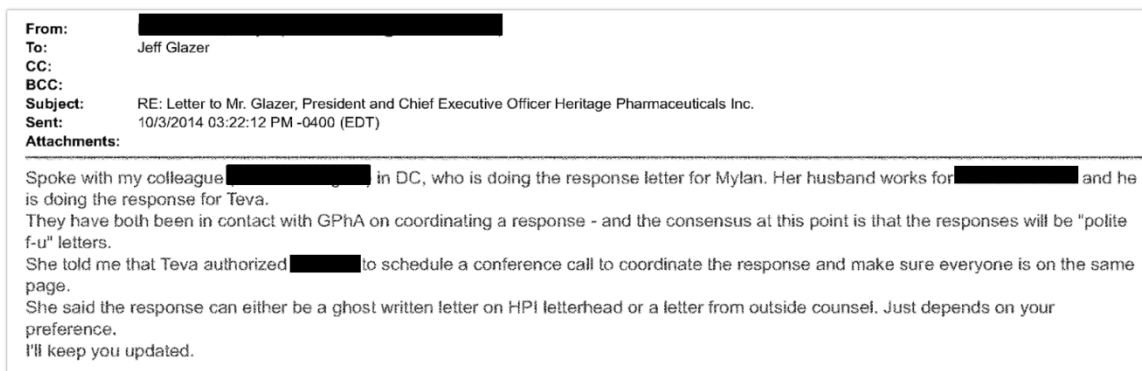 From:
To: Jeff Glazer
CC:
BCC:
Subject: RE: Letter to Mr. Glazer, President and Chief Executive Officer Heritage Pharmaceuticals Inc.
Sent: 10/3/2014 03:22:12 PM -0400 (EDT)
Attachments:
Spoke with my colleague in DC, who is doing the response letter for Mylan. Her husband works for and he
is doing the response for Teva.
They have both been in contact with GPhA on coordinating a response - and the consensus at this point is that the responses will be "polite
f-u" letters.
She told me that Teva authorized to schedule a conference call to coordinate the response and make sure everyone is on the same
page.
She said the response can either be a ghost written letter on HPI letterhead or a letter from outside counsel. Just depends on your
preference.
I'll keep you updated.